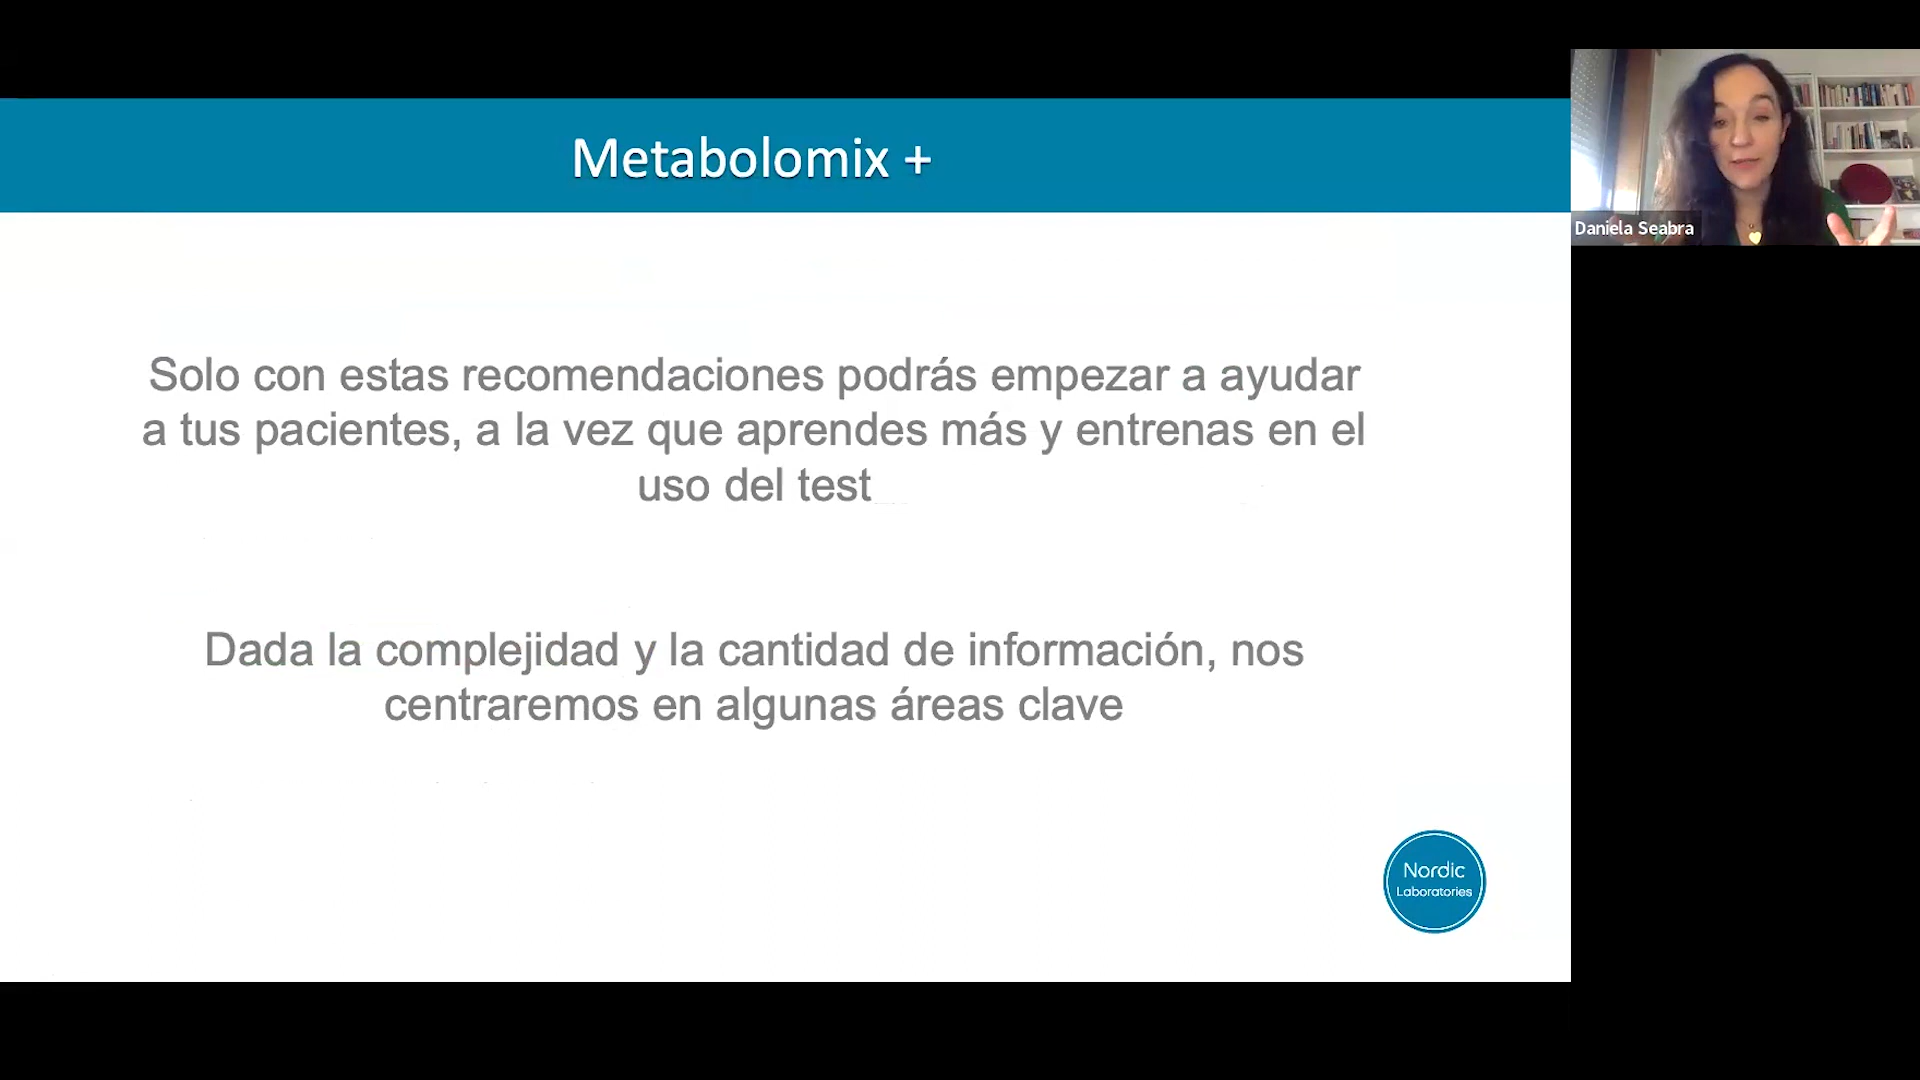 Metabolomix +
Daniela Seabra
Solo con estas recomendaciones podrás empezar a ayudar
a tus pacientes, a la vez que aprendes más y entrenas en el
uso del test
Dada la complejidad y la cantidad de información, nos
centraremos en algunas áreas clave
Nordic
Laboratories